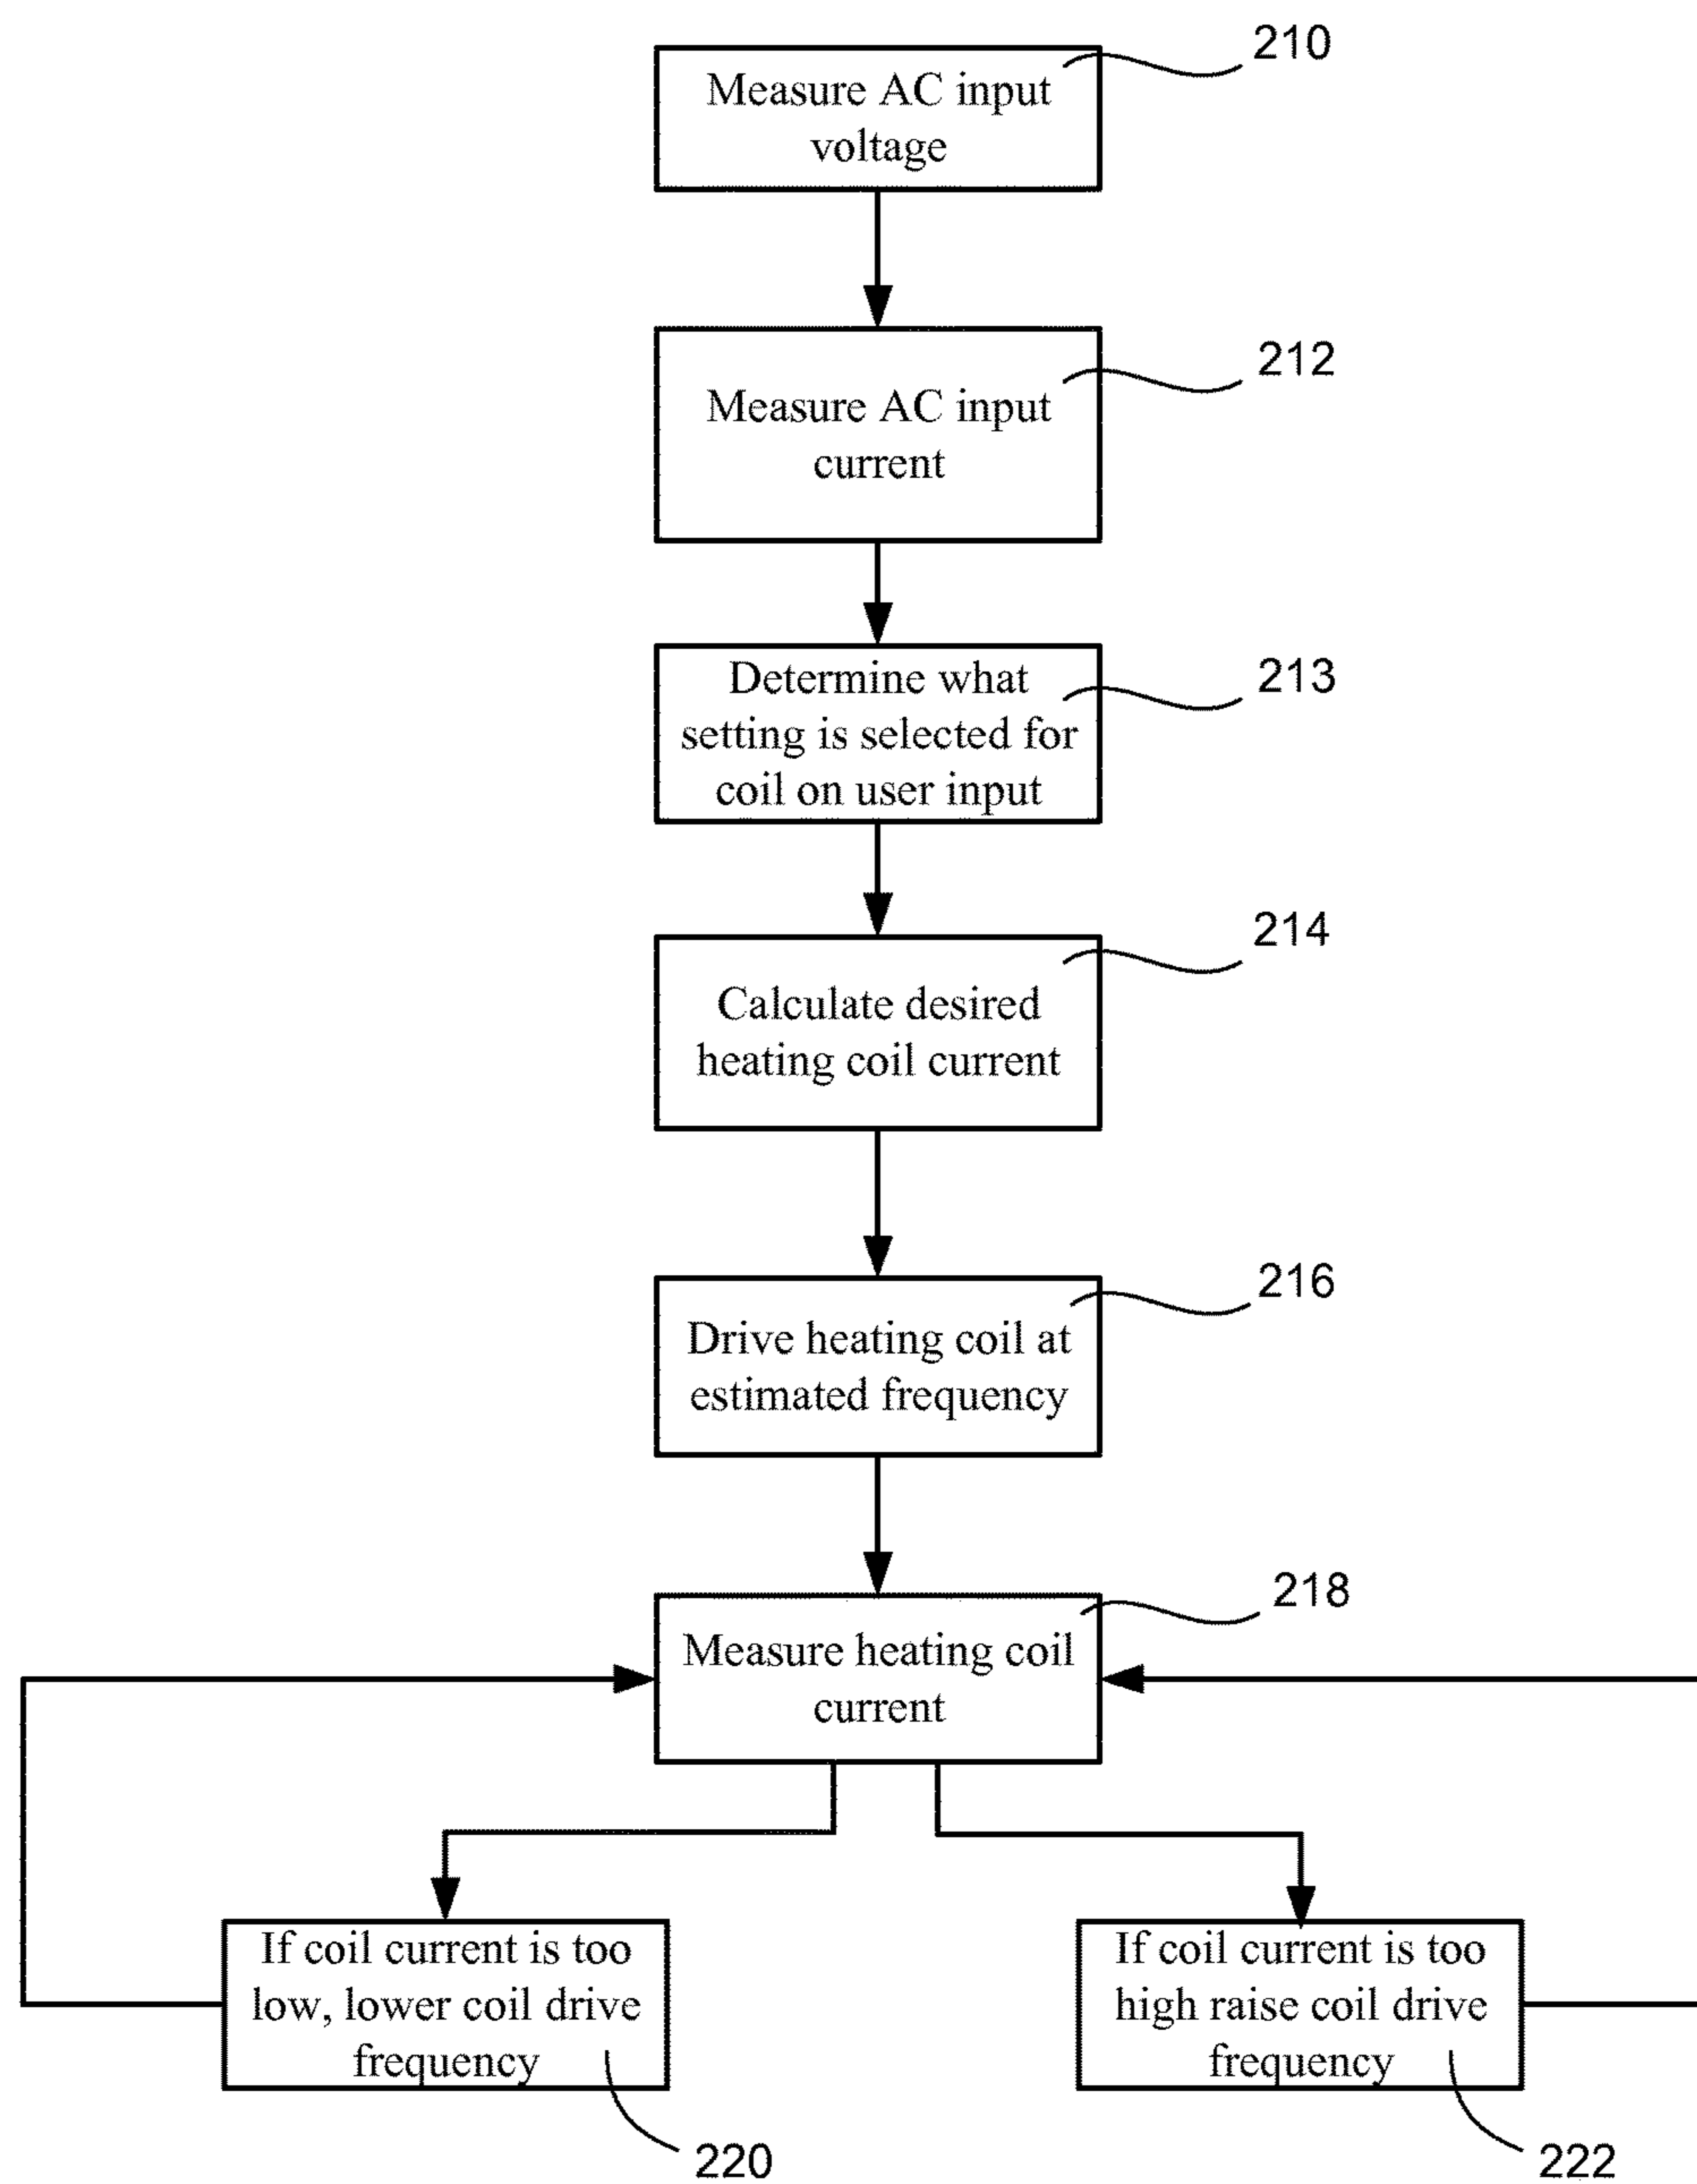 210
Measure AC input
voltage
212
Measure AC input
current
213
Determine what
setting is selected for
coil on user input
214
Calculate desired
heating coil current
216
Drive heating coil at
estimated frequency
218
Measure heating coil
current
If coil current is too
low, lower coil drive
frequency
220
If coil current is too
high raise coil drive
frequency
222